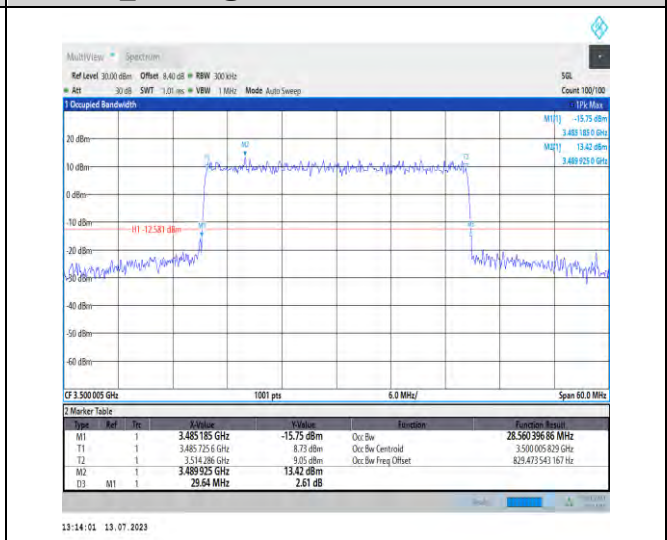 MultiView Spectrum
Ref Level 30.00 dBm Offset 8.40 dB RBW 300 kHz SGL
Att 30 dB SWT 1.01 ms VBW 1 MHz Mode Auto Sweep Count 100/100
1 Occupied Bandwidth 1Pk Max
M1[1] -15.75 dBm
3.485 185 0 GHz
M2[1] 13.42 dBm
3.489 925 0 GHz
20 dBm
M2
T1
T2
10 dBm
0 dBm
-10 dBm
H1 -12.581 dBm
M1
-20 dBm
-30 dBm
-40 dBm
-50 dBm
-60 dBm
CF 3.500 005 GHz 1001 pts 6.0 MHz/ Span 60.0 MHz
2 Marker Table
Type Ref Trc X-Value Y-Value Function Function Result
M1 1 3.485185 GHz -15.75 dBm Occ Bw 28.560 396 86 MHz
T1 1 3.485 725 6 GHz 8.73 dBm Occ Bw Centroid 3.500 005 829 GHz
T2 1 3.514 286 GHz 9.05 dBm Occ Bw Freq Offset 829.473 543 167 Hz
M2 1 3.489925 GHz 13.42 dBm
D3 M1 1 29.64 MHz 2.61 dB
13:14:01 13.07.2023